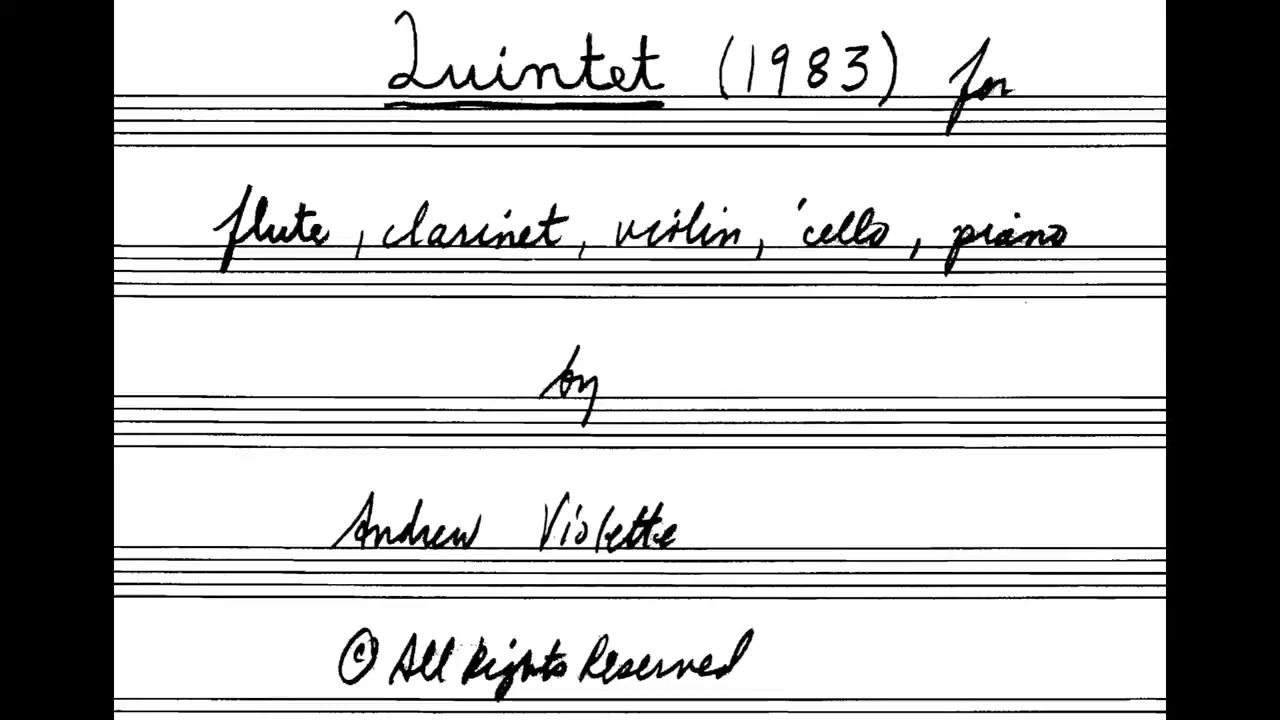 Quintet (1983) for
flute, clarinet, violin, 'cello, piano
by
Andrew Violette
© All Rights Reserved